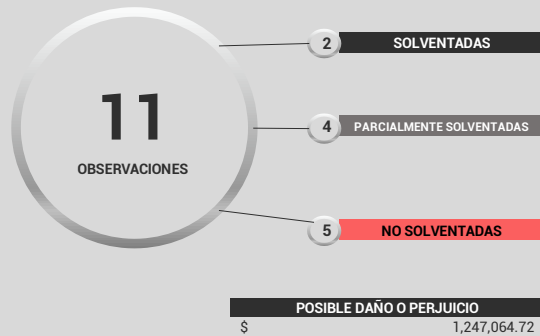 11
OBSERVACIONES
2 SOLVENTADAS
4 PARCIALMENTE SOLVENTADAS
5 NO SOLVENTADAS
POSIBLE DAÑO O PERJUICIO
$ 1,247,064.72